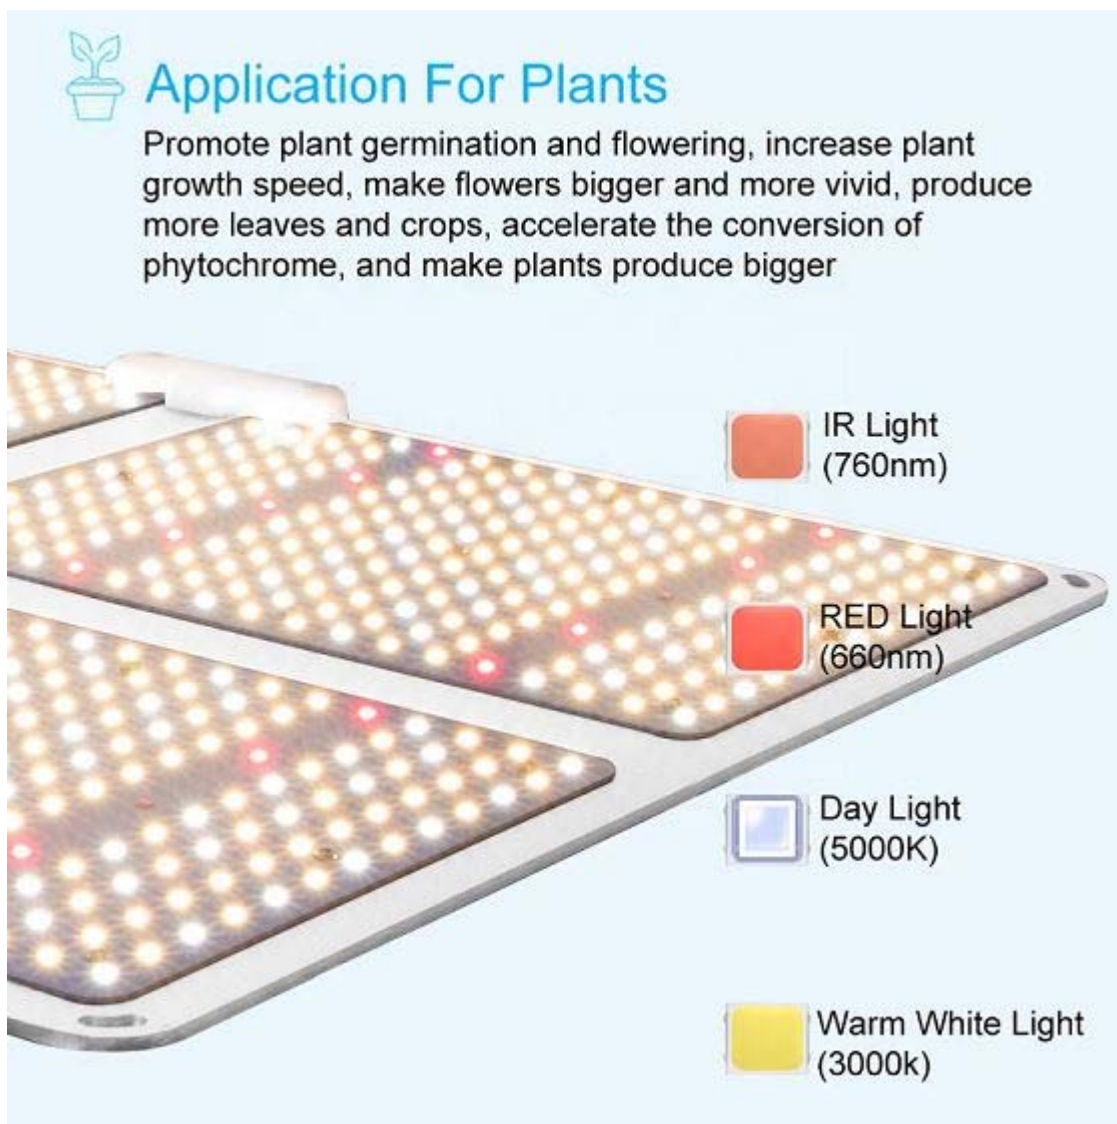 Application For Plants
Promote plant germination and flowering, increase plant
growth speed, make flowers bigger and more vivid, produce
more leaves and crops, accelerate the conversion of
phytochrome, and make plants produce bigger
IR Light
(760nm)
RED Light
(660nm)
Day Light
(5000K)
Warm White Light
(3000k)